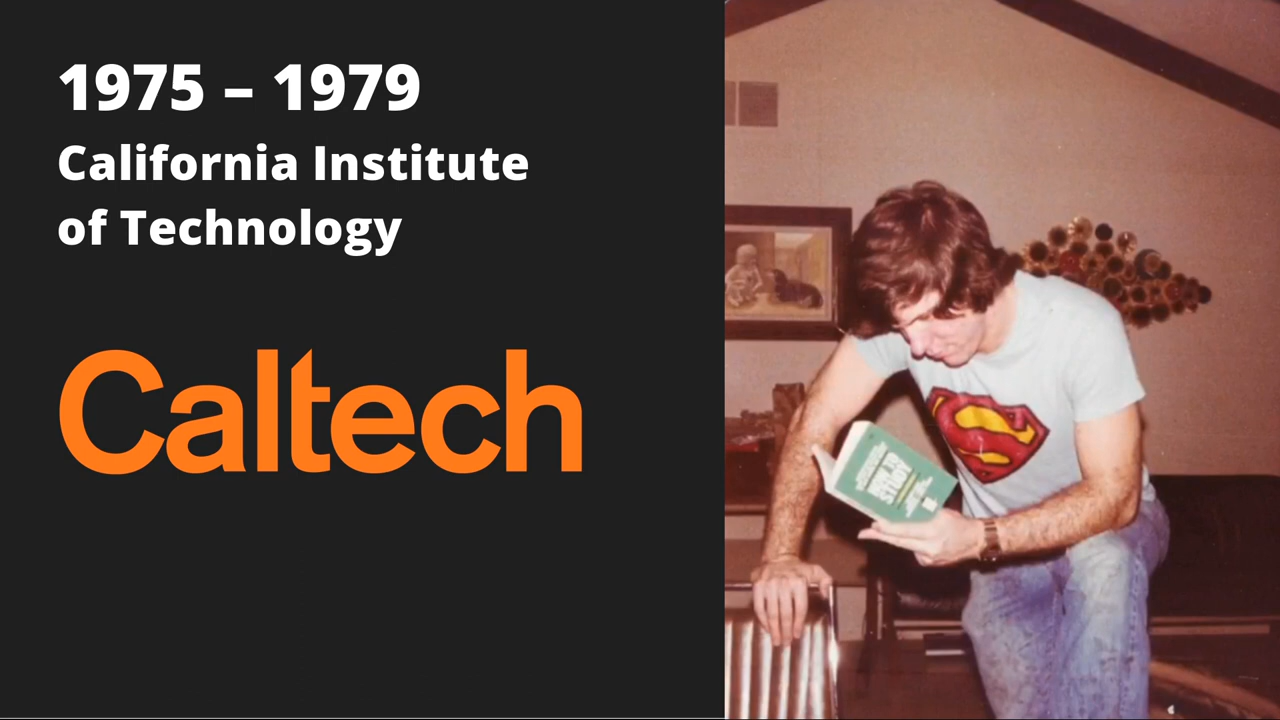 1975 – 1979
California Institute
of Technology
Caltech
S